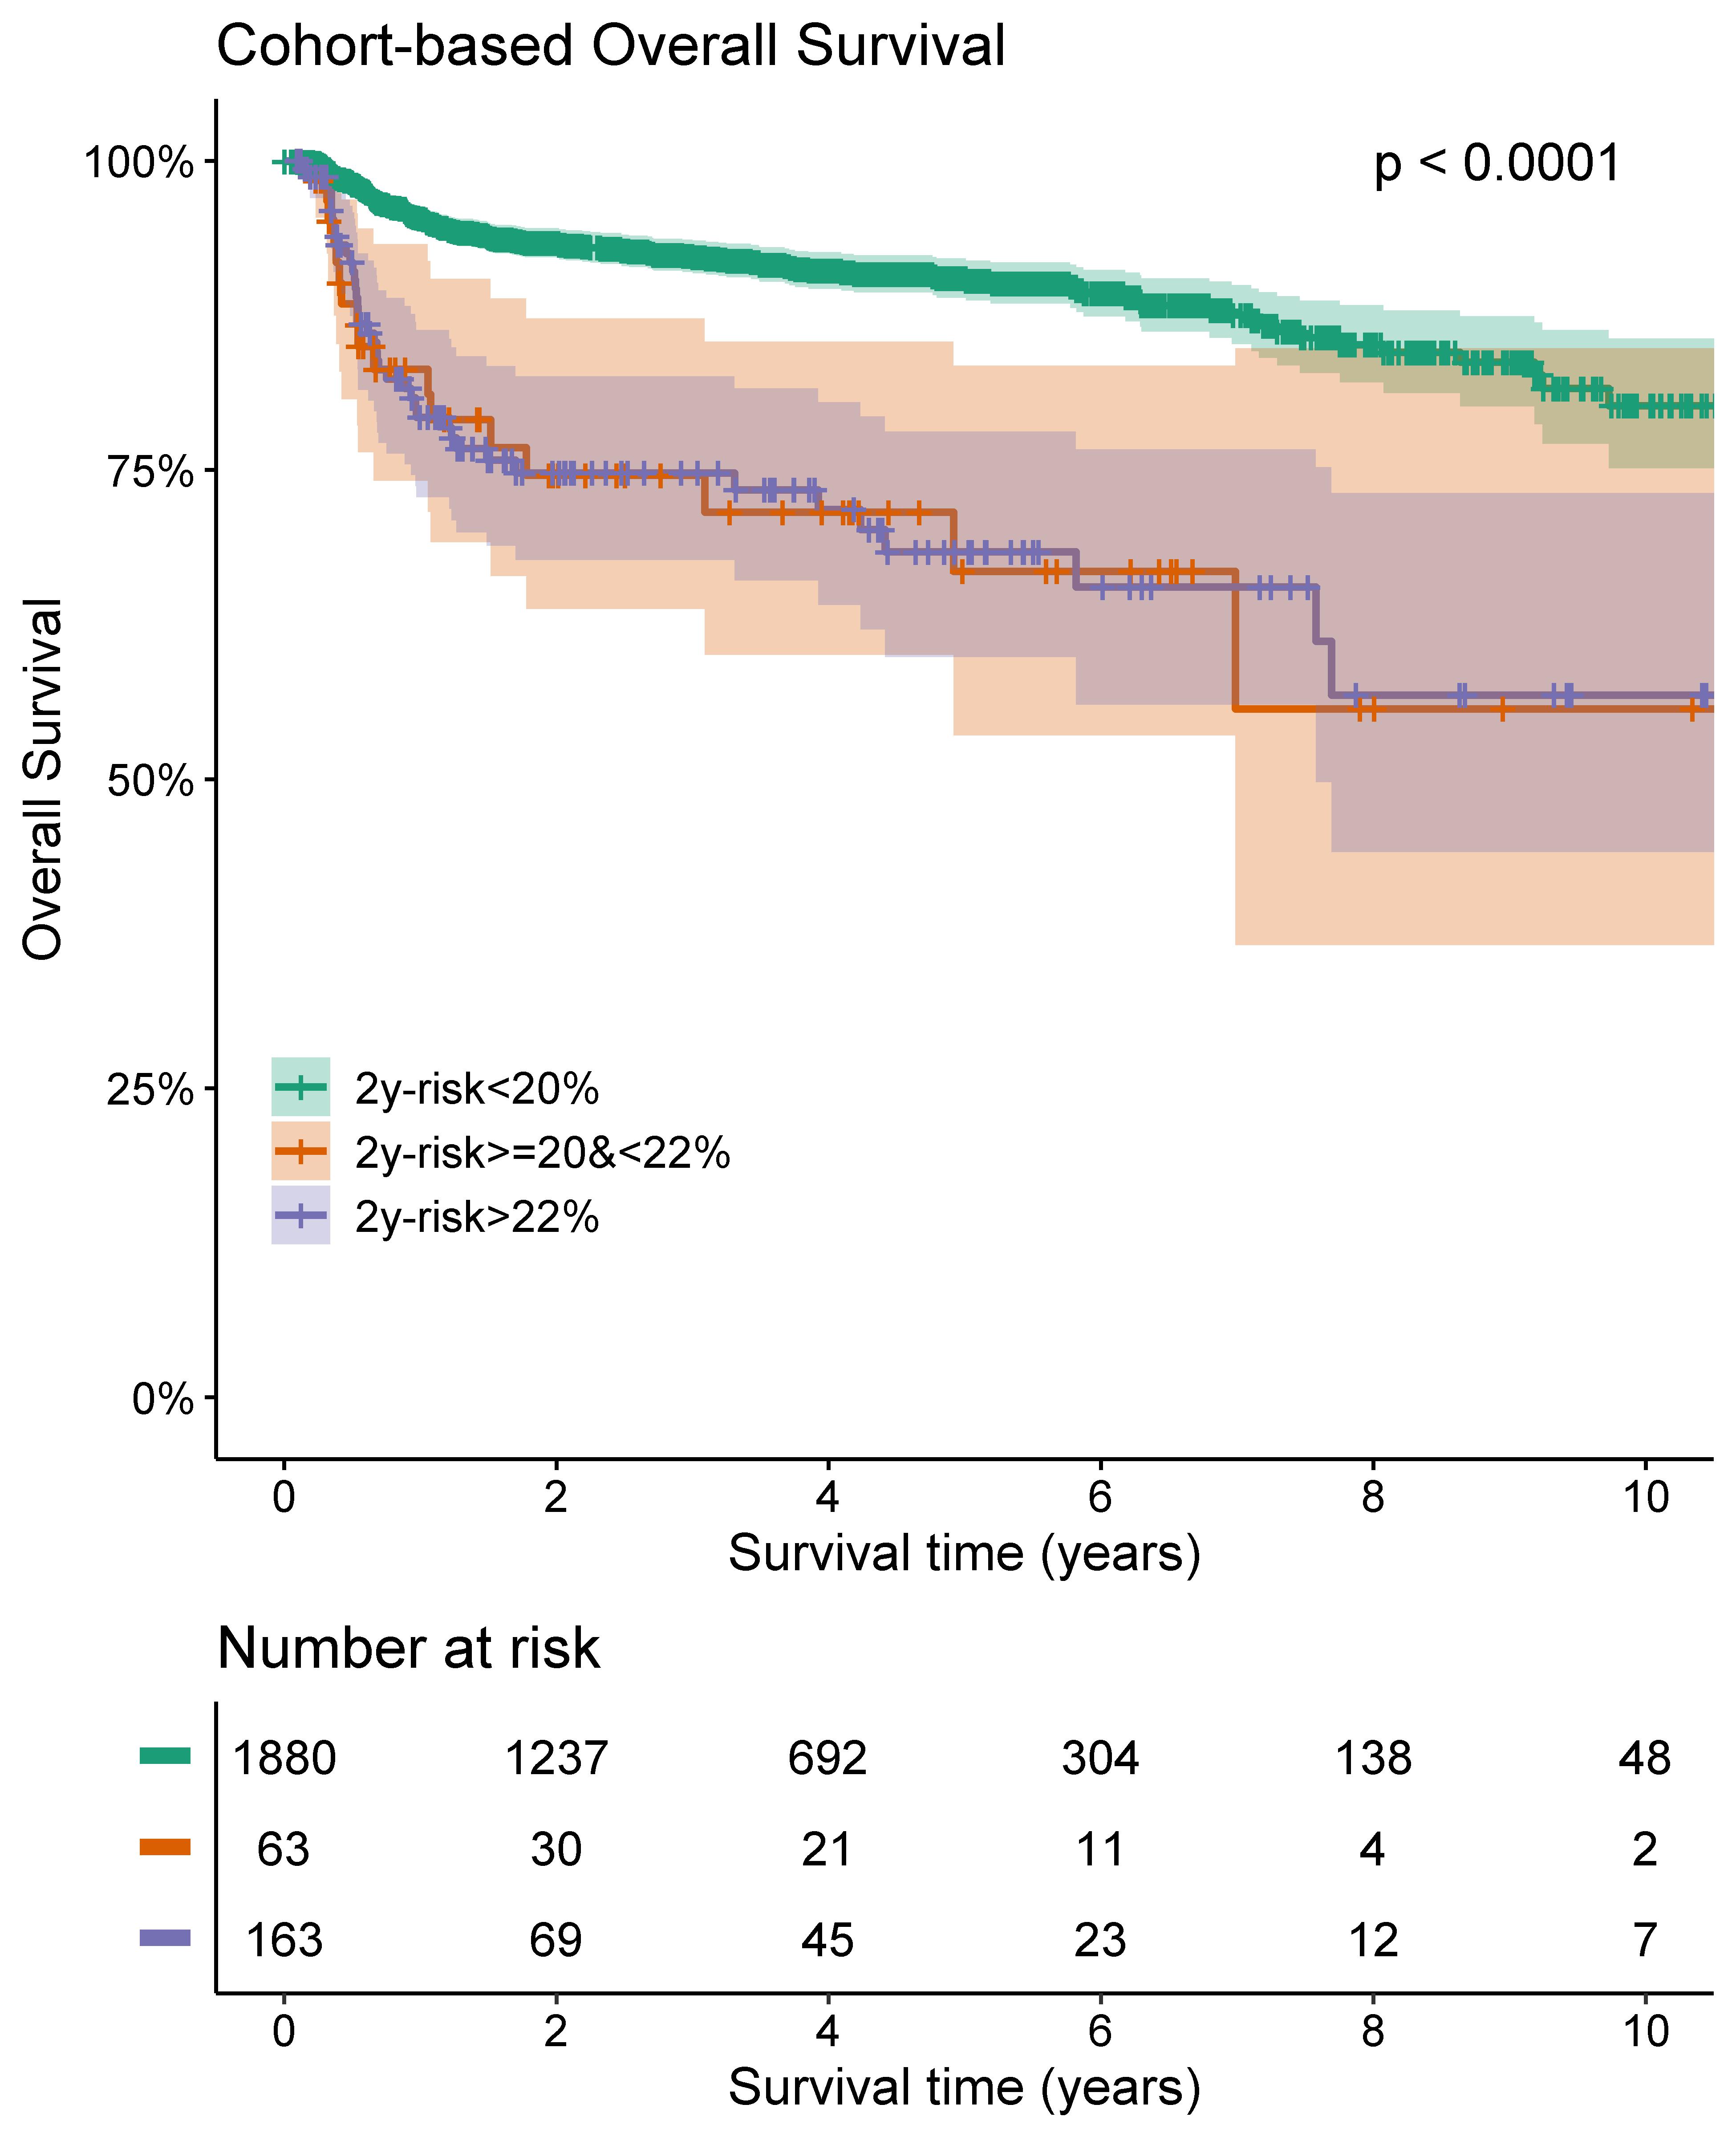 Cohort-based Overall Survival
p < 0.0001
100%
75%
50%
25%
0%
Overall Survival
2y-risk<20%
2y-risk>=20&<22%
2y-risk>22%
0 2 4 6 8 10
Survival time (years)
Number at risk
1880 1237 692 304 138 48
63 30 21 11 4 2
163 69 45 23 12 7
0 2 4 6 8 10
Survival time (years)